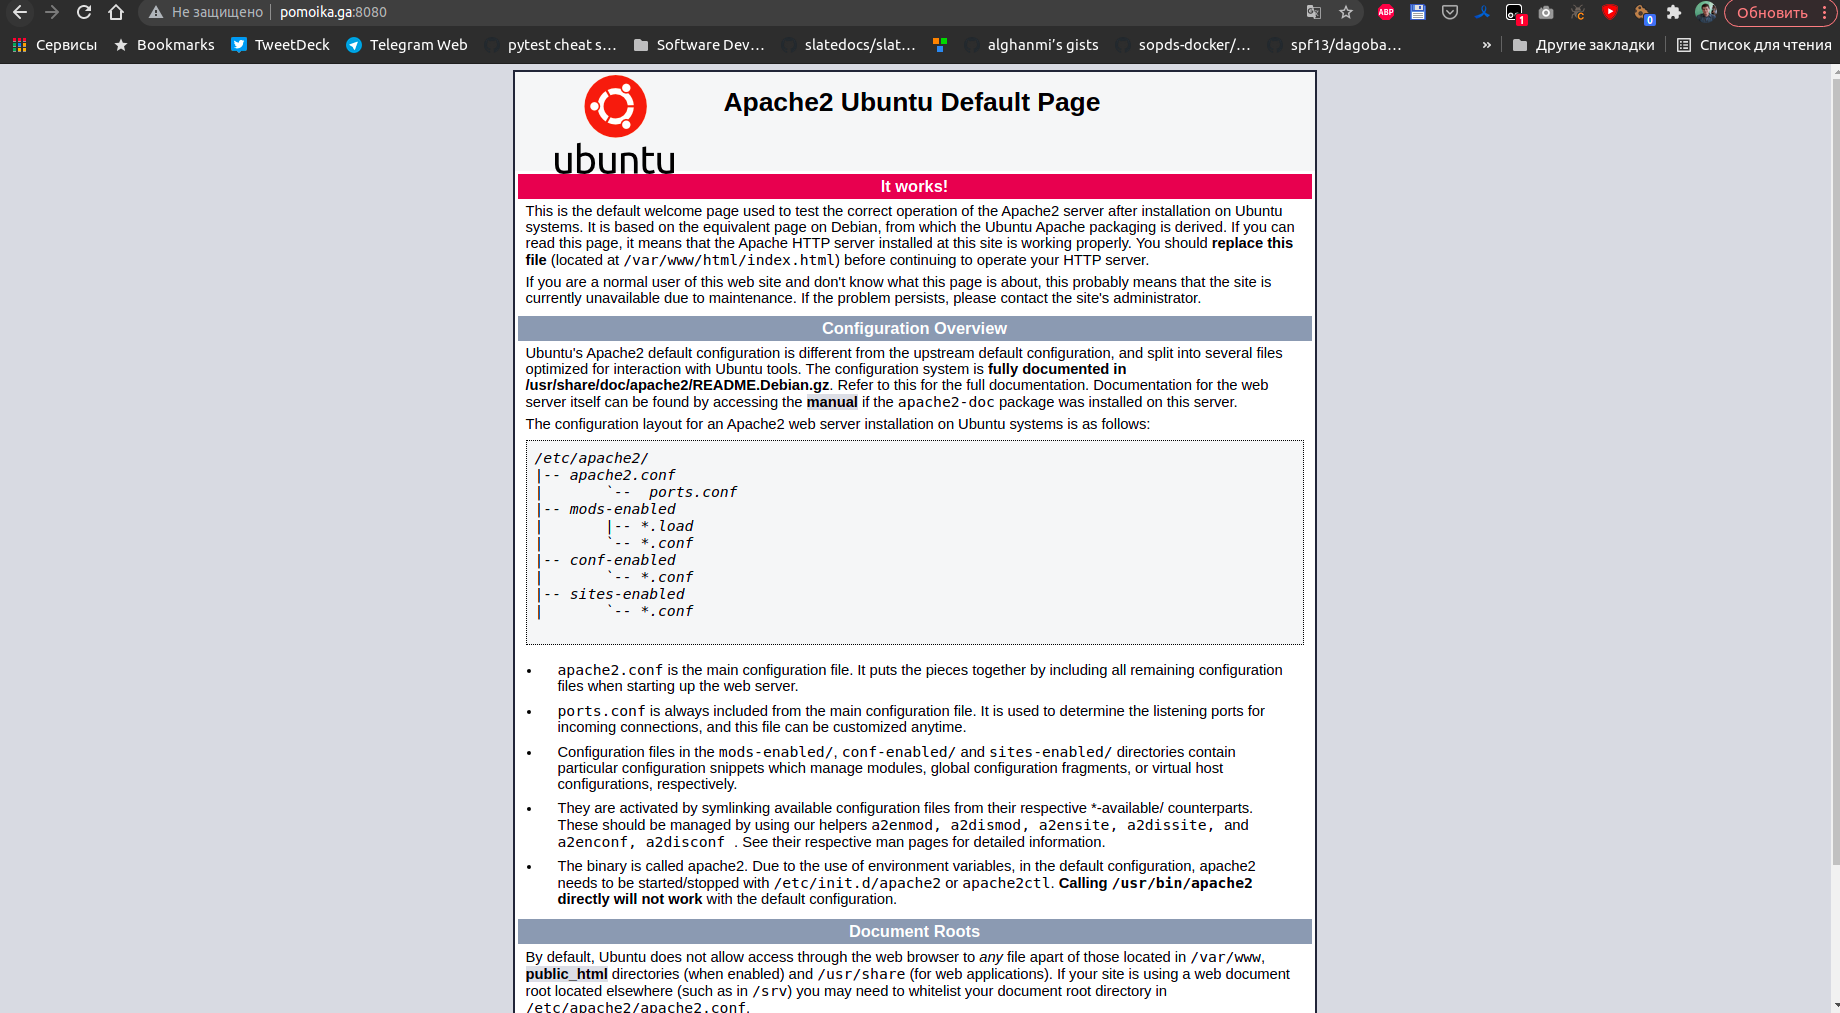 Не защищено pomoika.ga:8080
ABP 1 0 Обновить
Сервисы Bookmarks TweetDeck Telegram Web pytest cheat s... Software Dev... slatedocs/slat... alghanmi's gists sopds-docker/... spf13/dagoba... » Другие закладки Список для чтения
Apache2 Ubuntu Default Page
ubuntu
It works!
This is the default welcome page used to test the correct operation of the Apache2 server after installation on Ubuntu
systems. It is based on the equivalent page on Debian, from which the Ubuntu Apache packaging is derived. If you can
read this page, it means that the Apache HTTP server installed at this site is working properly. You should replace this
file (located at /var/www/html/index.html) before continuing to operate your HTTP server.
If you are a normal user of this web site and don't know what this page is about, this probably means that the site is
currently unavailable due to maintenance. If the problem persists, please contact the site's administrator.
Configuration Overview
Ubuntu's Apache2 default configuration is different from the upstream default configuration, and split into several files
optimized for interaction with Ubuntu tools. The configuration system is fully documented in
/usr/share/doc/apache2/README.Debian.gz. Refer to this for the full documentation. Documentation for the web
server itself can be found by accessing the manual if the apache2-doc package was installed on this server.
The configuration layout for an Apache2 web server installation on Ubuntu systems is as follows:
/etc/apache2/
|-- apache2.conf
|       `--  ports.conf
|-- mods-enabled
|       |-- *.load
|       `-- *.conf
|-- conf-enabled
|       `-- *.conf
|-- sites-enabled
|       `-- *.conf
• apache2.conf is the main configuration file. It puts the pieces together by including all remaining configuration
files when starting up the web server.
• ports.conf is always included from the main configuration file. It is used to determine the listening ports for
incoming connections, and this file can be customized anytime.
• Configuration files in the mods-enabled/, conf-enabled/ and sites-enabled/ directories contain
particular configuration snippets which manage modules, global configuration fragments, or virtual host
configurations, respectively.
• They are activated by symlinking available configuration files from their respective *-available/ counterparts.
These should be managed by using our helpers a2enmod, a2dismod, a2ensite, a2dissite, and
a2enconf, a2disconf . See their respective man pages for detailed information.
• The binary is called apache2. Due to the use of environment variables, in the default configuration, apache2
needs to be started/stopped with /etc/init.d/apache2 or apache2ctl. Calling /usr/bin/apache2
directly will not work with the default configuration.
Document Roots
By default, Ubuntu does not allow access through the web browser to any file apart of those located in /var/www,
public_html directories (when enabled) and /usr/share (for web applications). If your site is using a web document
root located elsewhere (such as in /srv) you may need to whitelist your document root directory in
/etc/apache2/apache2.conf.